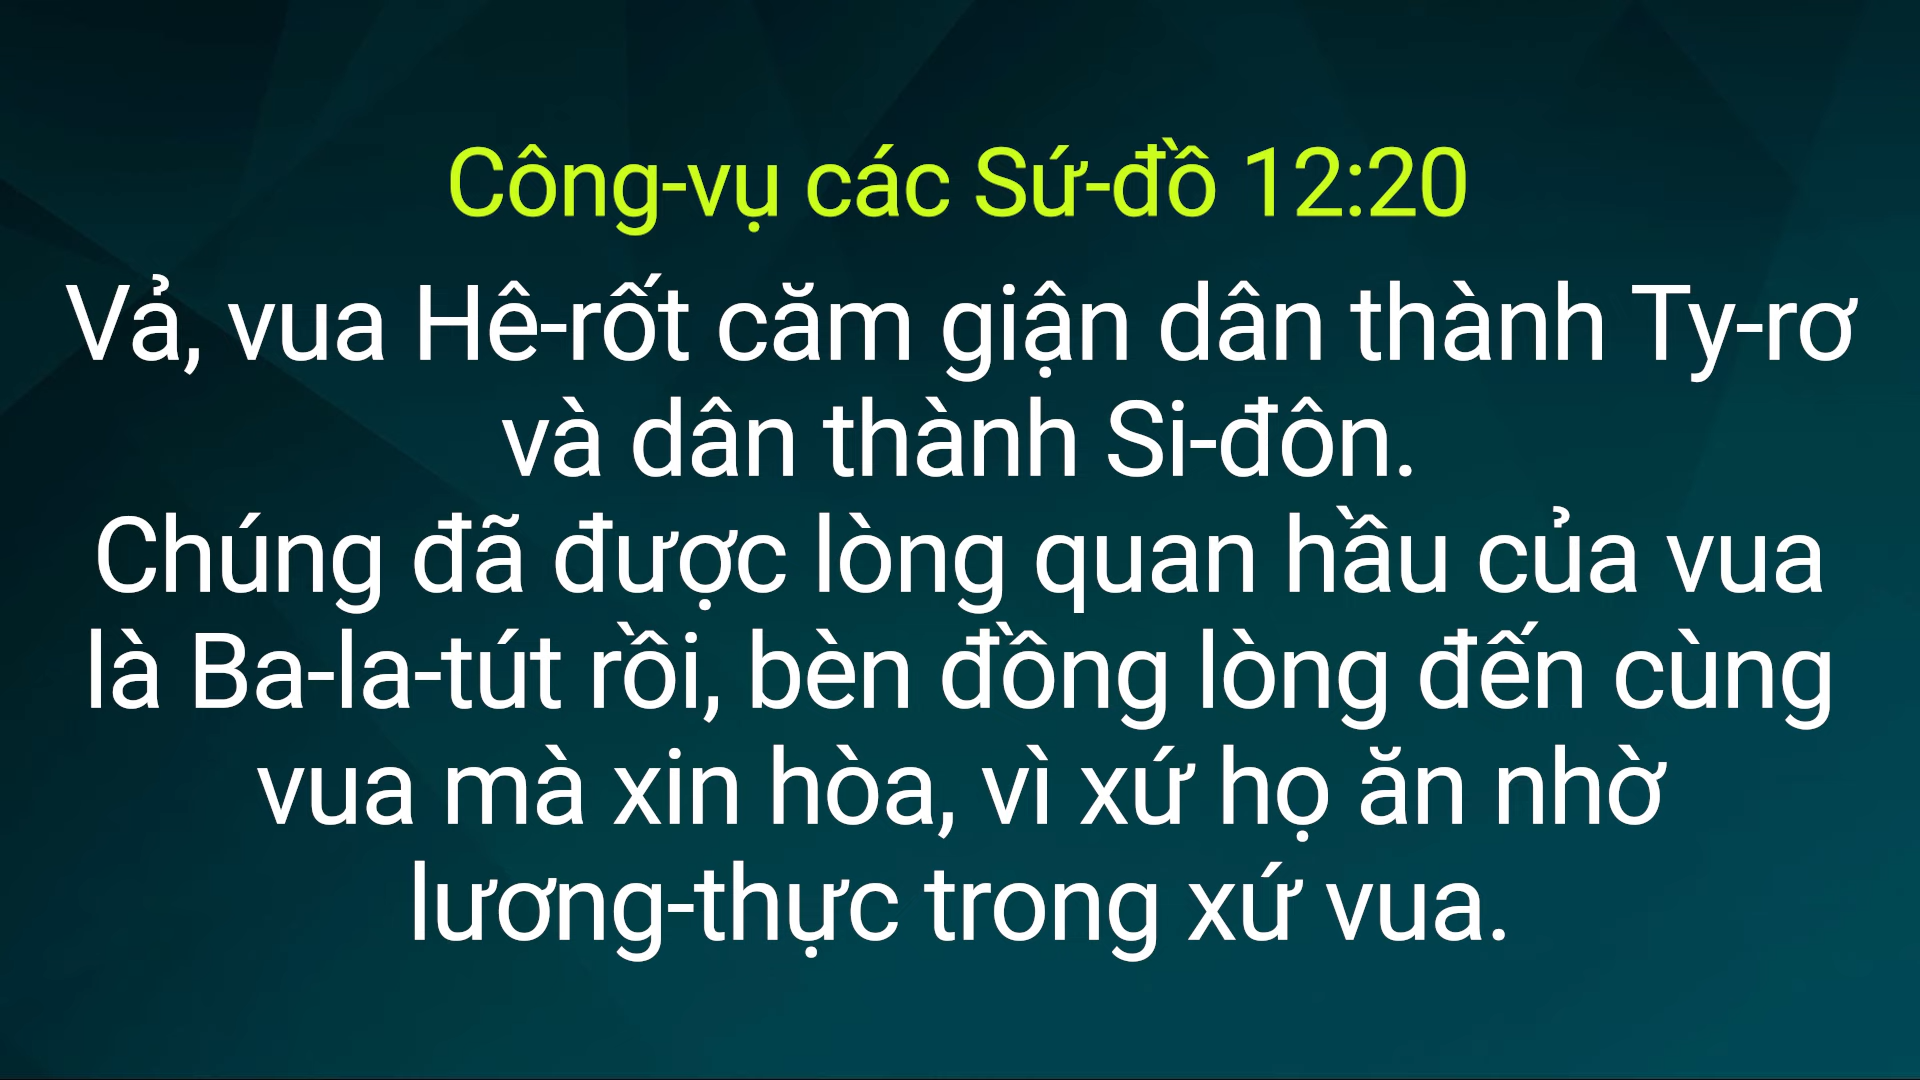 Công-vụ các Sứ-đồ 12:20
Vả, vua Hê-rốt căm giận dân thành Ty-rơ
và dân thành Si-đôn.
Chúng đã được lòng quan hầu của vua
là Ba-la-tút rồi, bèn đồng lòng đến cùng
vua mà xin hòa, vì xứ họ ăn nhờ
lương-thực trong xứ vua.